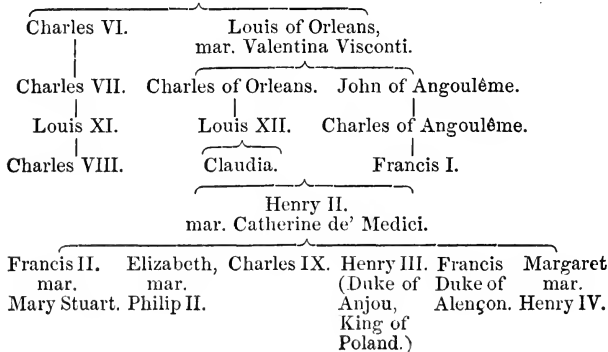 Charles VI. Louis of Orleans,
mar. Valentina Visconti.
Charles VII. Charles of Orleans. John of Angoulême.
Louis XI. Louis XII. Charles of Angoulême.
Charles VIII. Claudia. Francis I.
Henry II.
mar. Catherine de' Medici.
Francis II. Elizabeth, Charles IX. Henry III. Francis Margaret
mar. mar. (Duke of Duke of mar.
Mary Stuart. Philip II. Anjou, Alençon. Henry IV.
King of
Poland.)